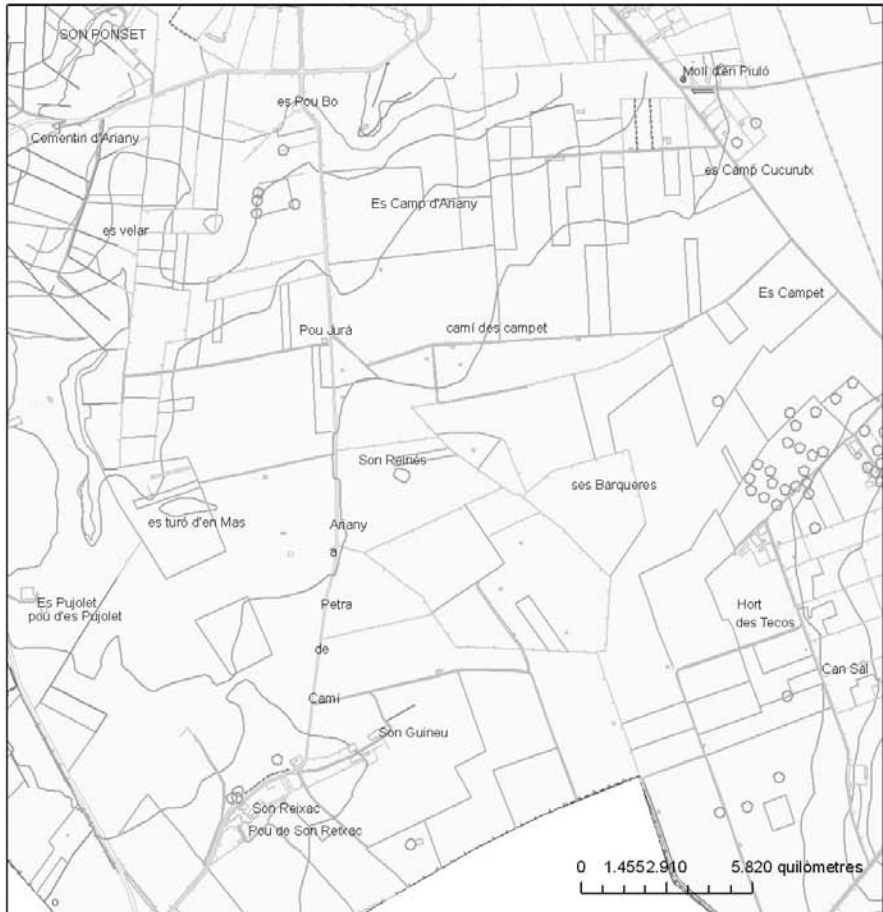 SON PONSET
Molí d'en Piuló
es Pou Bo
Cementiri d'Ariany
es Camp Cucurutx
Es Camp d'Ariany
es velar
Es Campet
Pou Jurá
camí des campet
Son Reinés
ses Barqueres
es turó d'en Mas
Ariany
a
Petra
de
Camí
Es Pujolet
pou d'es Pujolet
Hort
des Tecos
Can Sal
Son Guineu
Son Reixac
Pou de Son Reixac
0 1.4552.910 5.820 quilòmetres